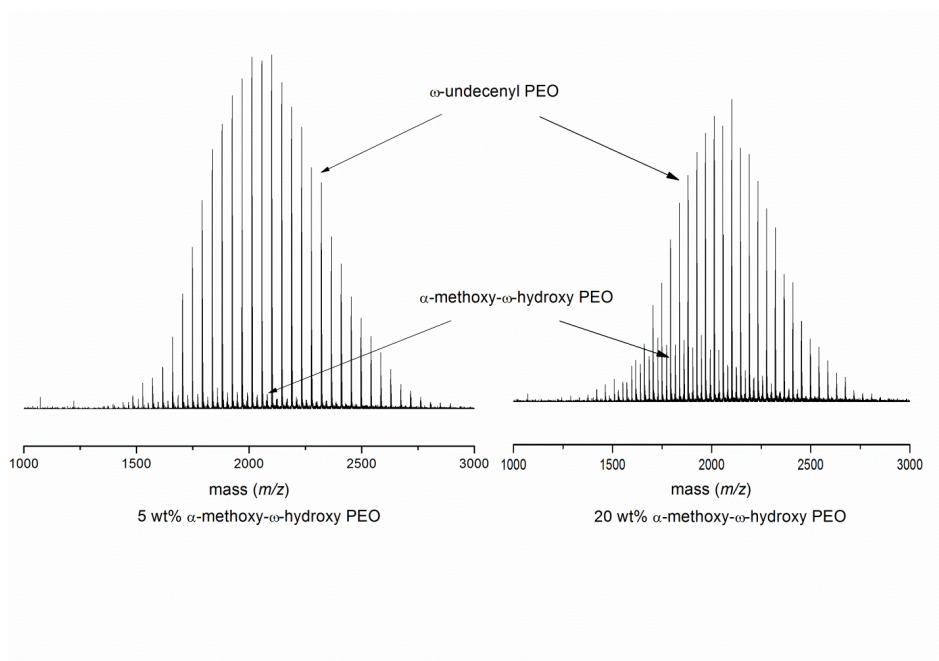 ω-undecenyl PEO
α-methoxy-ω-hydroxy PEO
1000 1500 2000 2500 3000
mass (m/z)
5 wt% α-methoxy-ω-hydroxy PEO
1000 1500 2000 2500 3000
mass (m/z)
20 wt% α-methoxy-ω-hydroxy PEO